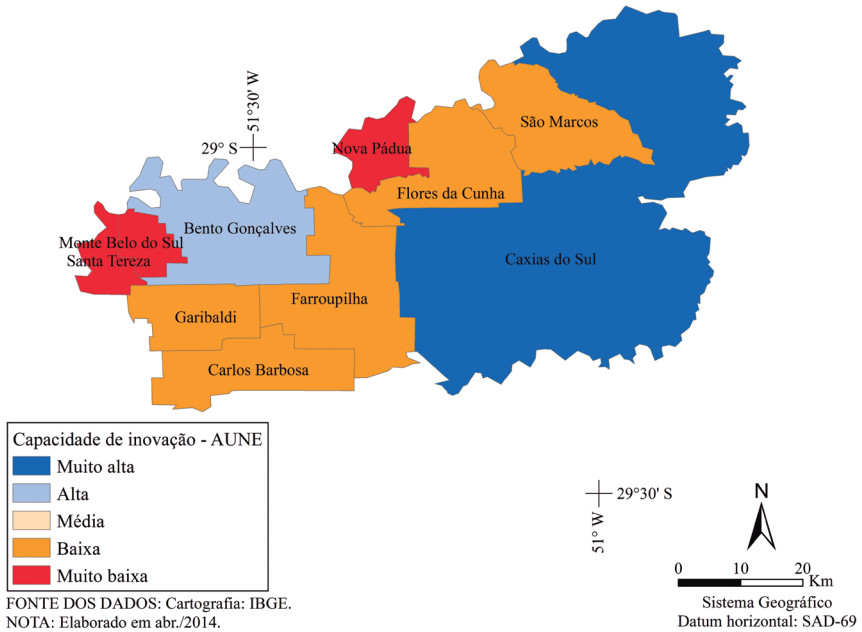 51°30' W
29° S
São Marcos
Nova Pádua
Flores da Cunha
Bento Gonçalves
Monte Belo do Sul
Santa Tereza
Caxias do Sul
Farroupilha
Garibaldi
Carlos Barbosa
Capacidade de inovação - AUNE
Muito alta
Alta
Média
Baixa
Muito baixa
29°30' S
51° W
N
0 10 20
Km
Sistema Geográfico
Datum horizontal: SAD-69
FONTE DOS DADOS: Cartografia: IBGE.
NOTA: Elaborado em abr./2014.